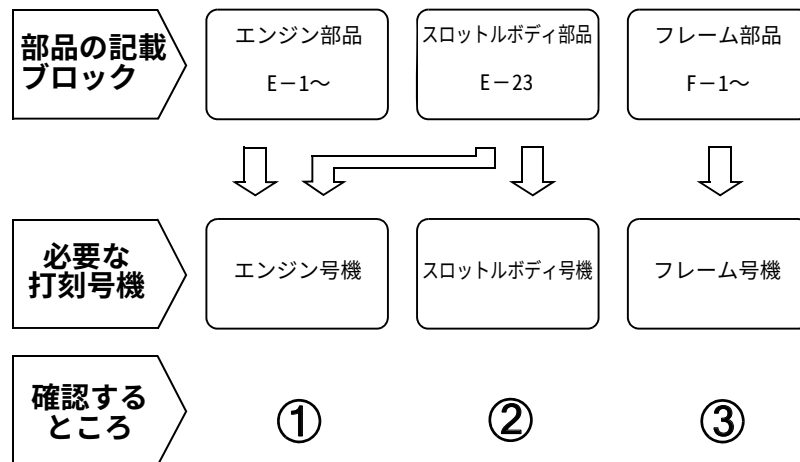 部品の記載
ブロック
エンジン部品
E－1～
スロットルボディ部品
E－23
フレーム部品
F－1～
必要な
打刻号機
エンジン号機
スロットルボディ号機
フレーム号機
確認する
ところ
①
②
③